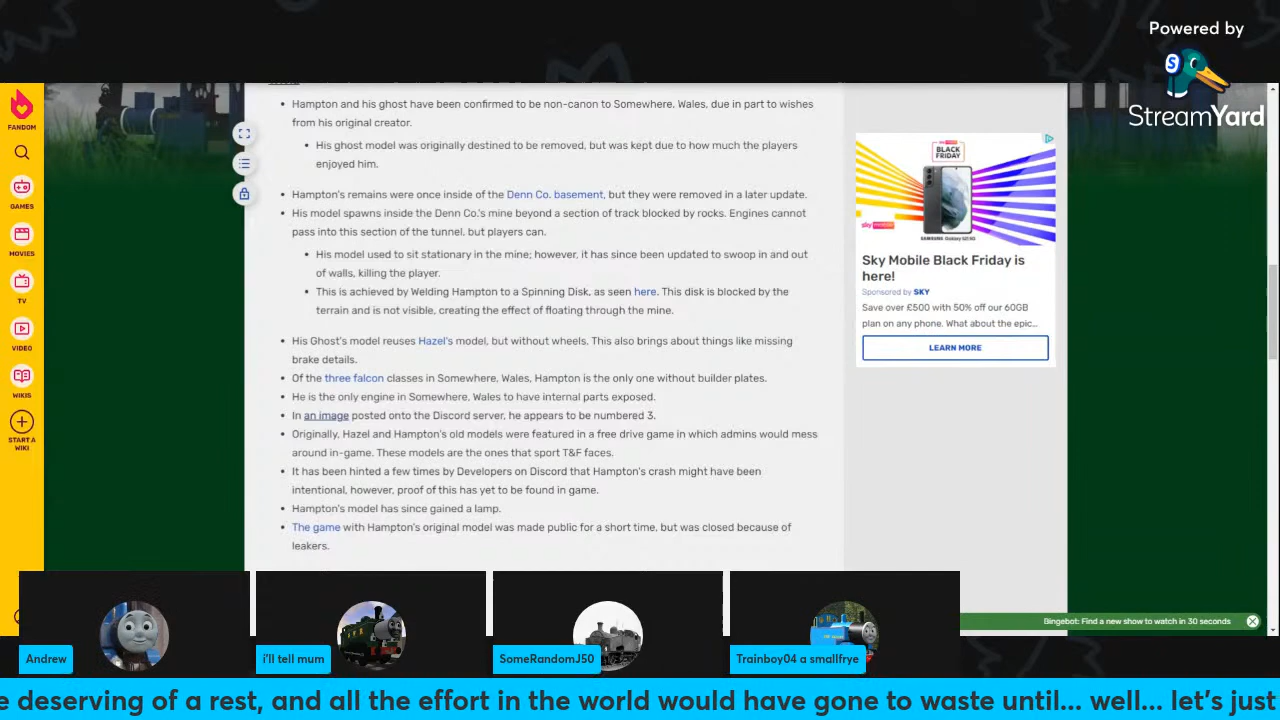 Powered by
StreamYard
FANDOM
GAMES
MOVIES
TV
VIDEO
WIKIS
START A
WIKI
Hampton and his ghost have been confirmed to be non-canon to Somewhere, Wales, due in part to wishes
from his original creator.
His ghost model was originally destined to be removed, but was kept due to how much the players
enjoyed him.
Hampton's remains were once inside of the Denn Co. basement, but they were removed in a later update.
His model spawns inside the Denn Co.'s mine beyond a section of track blocked by rocks. Engines cannot
pass into this section of the tunnel, but players can.
His model used to sit stationary in the mine; however, it has since been updated to swoop in and out
of walls, killing the player.
This is achieved by Welding Hampton to a Spinning Disk, as seen here. This disk is blocked by the
terrain and is not visible, creating the effect of floating through the mine.
His Ghost's model reuses Hazel's model, but without wheels. This also brings about things like missing
brake details.
Of the three falcon classes in Somewhere, Wales, Hampton is the only one without builder plates.
He is the only engine in Somewhere, Wales to have internal parts exposed.
In an image posted onto the Discord server, he appears to be numbered 3.
Originally, Hazel and Hampton's old models were featured in a free drive game in which admins would mess
around in-game. These models are the ones that sport T&F faces.
It has been hinted a few times by Developers on Discord that Hampton's crash might have been
intentional, however, proof of this has yet to be found in game.
Hampton's model has since gained a lamp.
The game with Hampton's original model was made public for a short time, but was closed because of
leakers.
BLACK
FRIDAY
sky mobile
SAMSUNG Galaxy S21 5G
Sky Mobile Black Friday is
here!
Sponsored by SKY
Save over £500 with 50% off our 60GB
plan on any phone. What about the epic...
LEARN MORE
Bingebot: Find a new show to watch in 30 seconds
Andrew
i'll tell mum
SomeRandomJ50
Trainboy04 a smallfrye
e deserving of a rest, and all the effort in the world would have gone to waste until... well... let's just